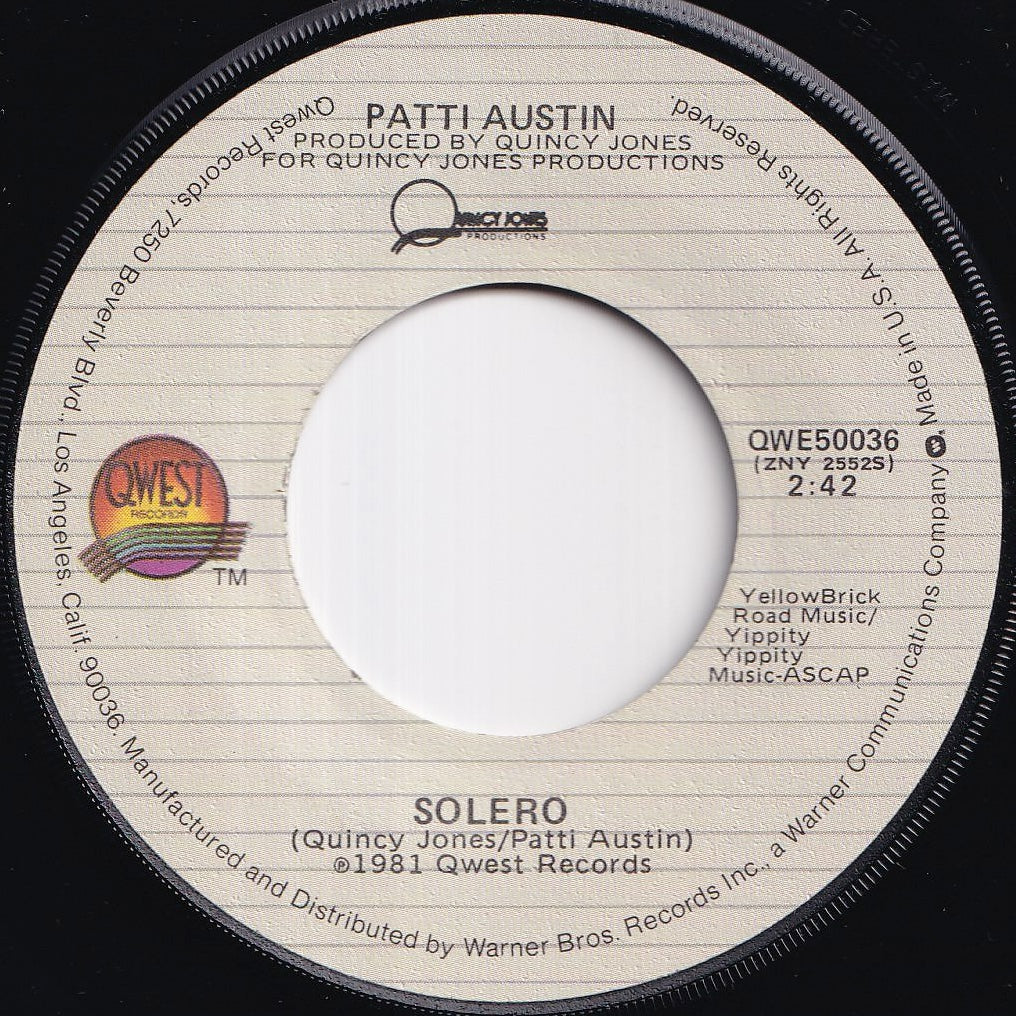 PATTI AUSTIN
PRODUCED BY QUINCY JONES
FOR QUINCY JONES PRODUCTIONS
QUINCY JONES
PRODUCTIONS
QWEST
RECORDS
TM
QWE50036
(ZNY 2552S)
2:42
YellowBrick
Road Music/
Yippity
Yippity
Music-ASCAP
SOLERO
(Quincy Jones/Patti Austin)
℗1981 Qwest Records
Qwest Records, 7250 Beverly Blvd., Los Angeles, Calif. 90036. Manufactured and Distributed by Warner Bros. Records Inc., a Warner Communications Company. Made in U.S.A. All Rights Reserved.